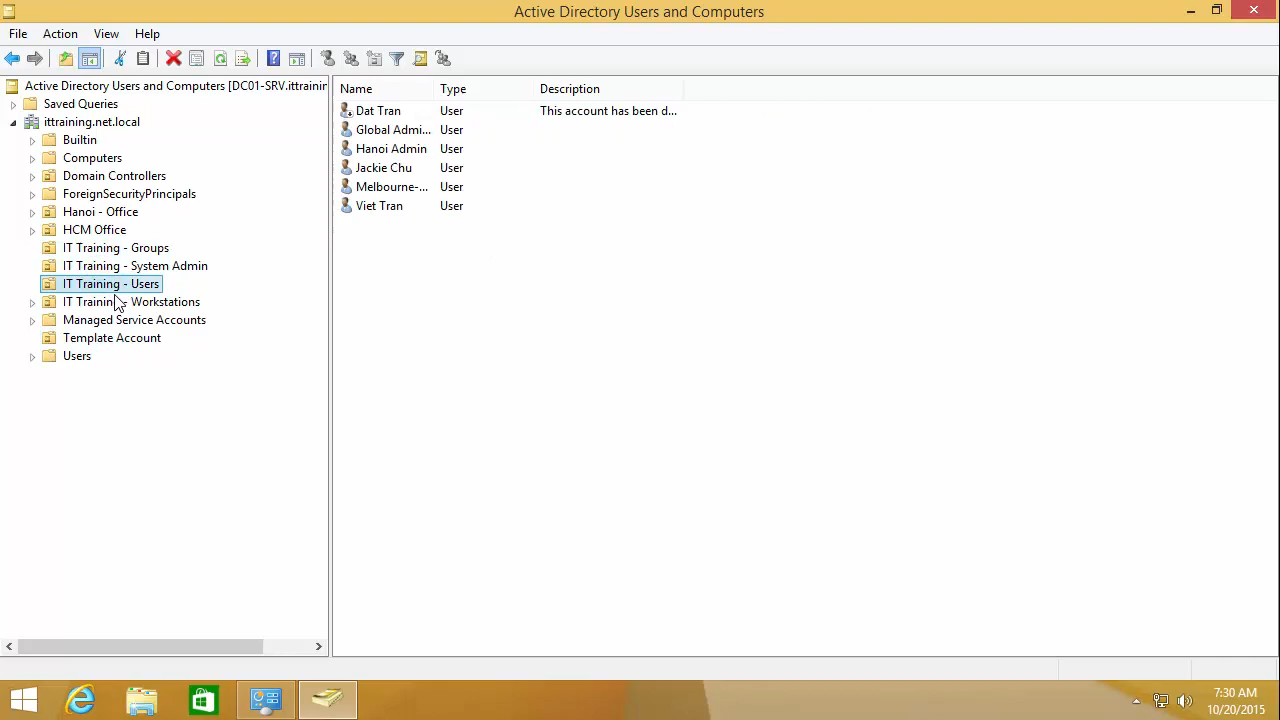 Active Directory Users and Computers
File Action View Help
Active Directory Users and Computers [DC01-SRV.ittrainin
Saved Queries
ittraining.net.local
Builtin
Computers
Domain Controllers
ForeignSecurityPrincipals
Hanoi - Office
HCM Office
IT Training - Groups
IT Training - System Admin
IT Training - Users
IT Training - Workstations
Managed Service Accounts
Template Account
Users
Name Type Description
Dat Tran User This account has been d...
Global Admi... User
Hanoi Admin User
Jackie Chu User
Melbourne-... User
Viet Tran User
7:30 AM
10/20/2015